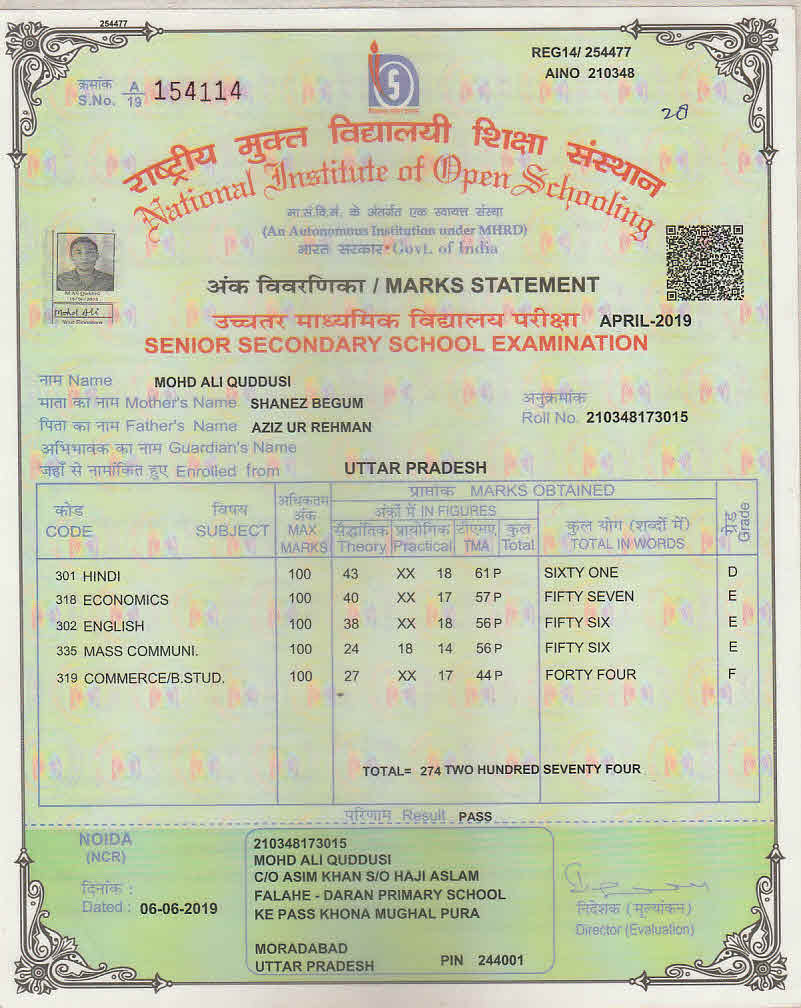 254477
REG14/ 254477
AINO 210348
क्रमांक A/19 154114
S.No.
28
राष्ट्रीय मुक्त विद्यालयी शिक्षा संस्थान
National Institute of Open Schooling
मा.सं.वि.मं. के अंतर्गत एक स्वायत्त संस्था
(An Autonomous Institution under MHRD)
भारत सरकार•Govt. of India
Mohd Ali
अंक विवरणिका / MARKS STATEMENT
उच्चतर माध्यमिक विद्यालय परीक्षा APRIL-2019
SENIOR SECONDARY SCHOOL EXAMINATION
नाम Name MOHD ALI QUDDUSI
माता का नाम Mother's Name SHANEZ BEGUM
अनुक्रमांक
Roll No. 210348173015
पिता का नाम Father's Name AZIZ UR REHMAN
अभिभावक का नाम Guardian's Name
जहाँ से नामांकित हुए Enrolled from UTTAR PRADESH
कोड CODE
विषय SUBJECT
अधिकतम अंक MAX MARKS
प्राप्तांक MARKS OBTAINED
अंकों में IN FIGURES
सैद्धांतिक Theory
प्रायोगिक Practical
टीएमए TMA
कुल Total
कुल योग (शब्दों में) TOTAL IN WORDS
ग्रेड Grade
301 HINDI 100 43 XX 18 61 P SIXTY ONE D
318 ECONOMICS 100 40 XX 17 57 P FIFTY SEVEN E
302 ENGLISH 100 38 XX 18 56 P FIFTY SIX E
335 MASS COMMUNI. 100 24 18 14 56 P FIFTY SIX E
319 COMMERCE/B.STUD. 100 27 XX 17 44 P FORTY FOUR F
TOTAL= 274 TWO HUNDRED SEVENTY FOUR
परिणाम Result PASS
NOIDA
(NCR)
दिनांक :
Dated : 06-06-2019
210348173015
MOHD ALI QUDDUSI
C/O ASIM KHAN S/O HAJI ASLAM
FALAHE - DARAN PRIMARY SCHOOL
KE PASS KHONA MUGHAL PURA
MORADABAD
UTTAR PRADESH PIN 244001
निदेशक (मूल्यांकन)
Director (Evaluation)